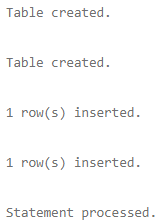 Table created.
Table created.
1 row(s) inserted.
1 row(s) inserted.
Statement processed.